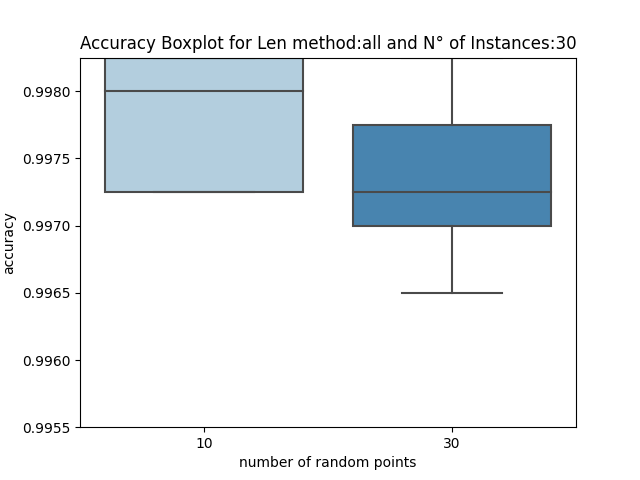 Accuracy Boxplot for Len method:all and N° of Instances:30
0.9980
0.9975
0.9970
0.9965
0.9960
0.9955
accuracy
10
30
number of random points